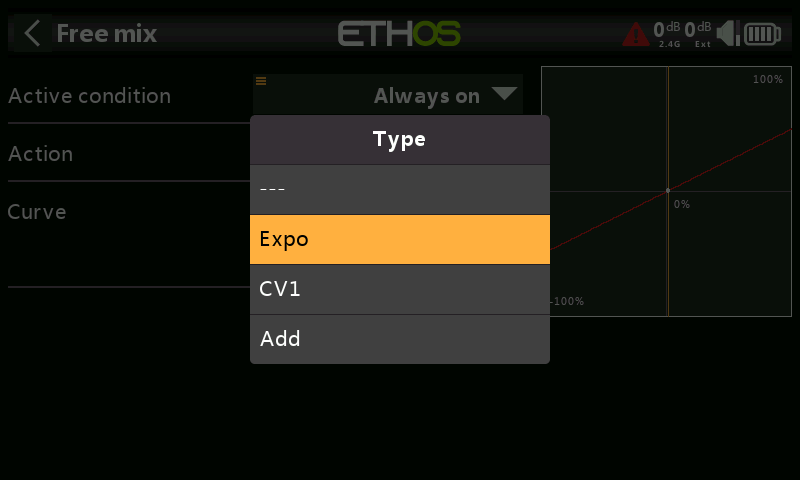 Free mix
ETHOS
0 dB 0 dB
2.4G Ext
Active condition
Always on
100%
Type
Action
---
Curve
0%
Expo
CV1
-100%
Add